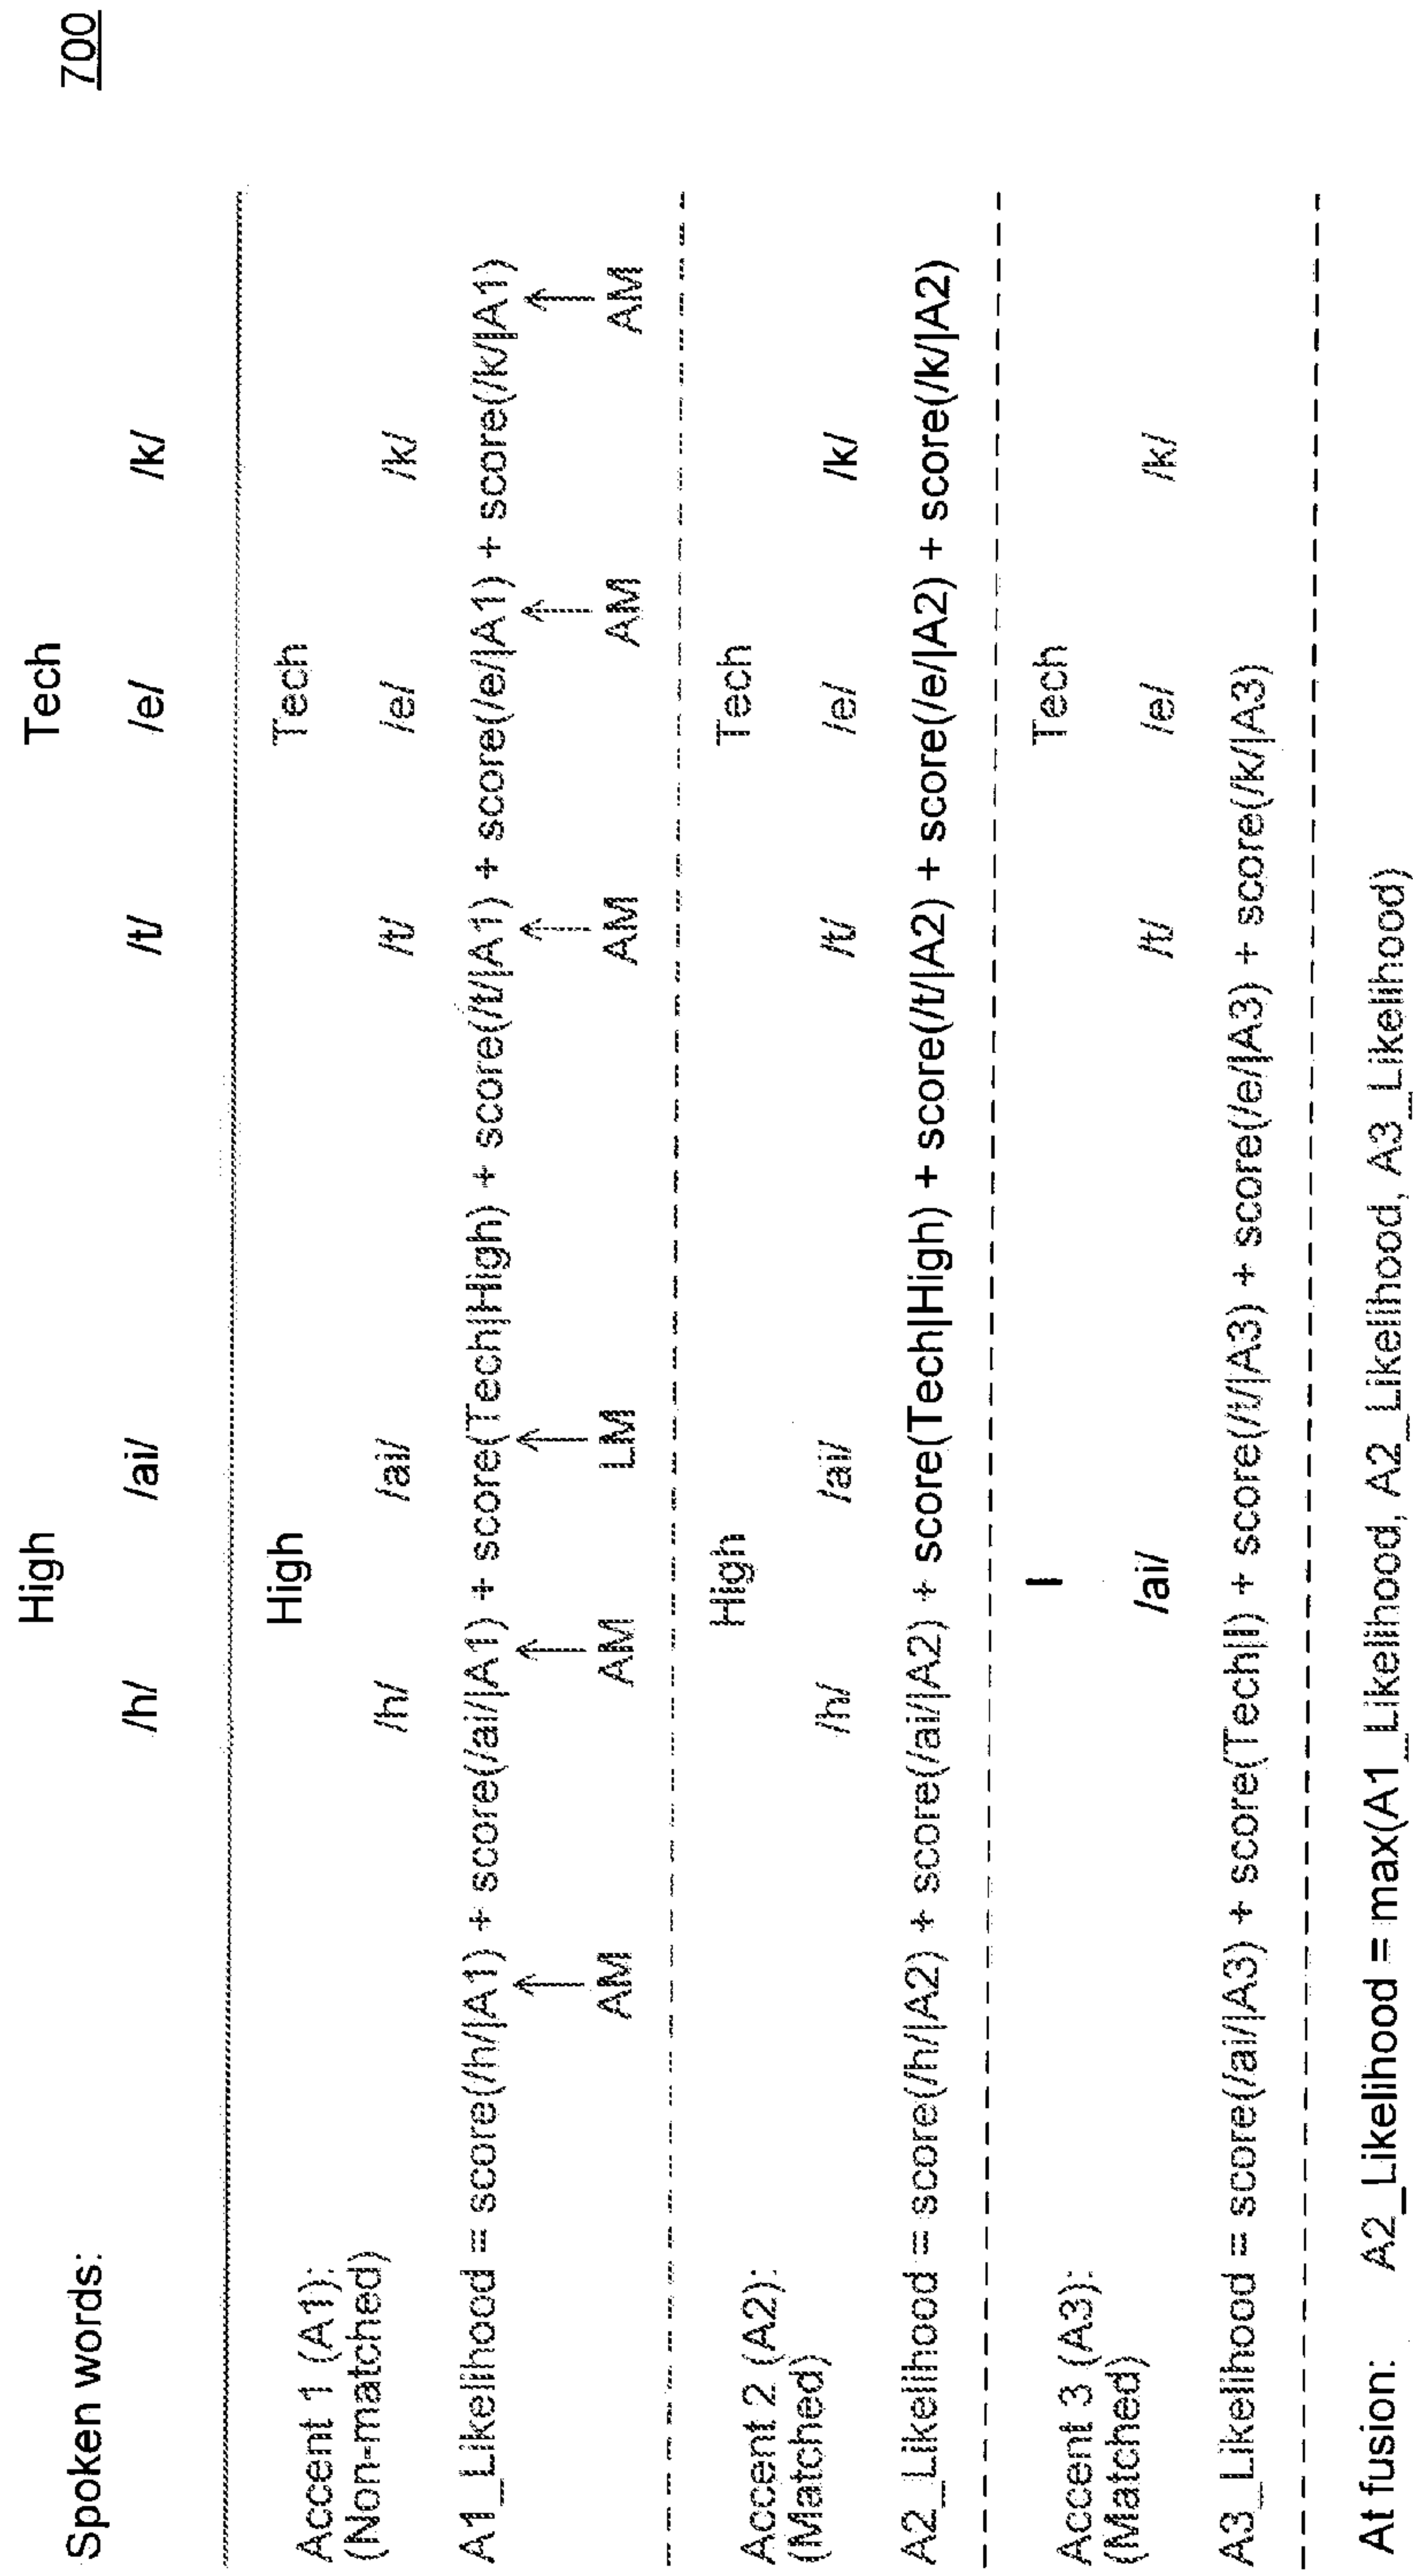 700
Spoken words:
High Tech
/h/ /ai/ /t/ /e/ /k/
Accent 1 (A1):
(Non-matched)
High Tech
/h/ /ai/ /t/ /e/ /k/
A1_Likelihood = score(/h/|A1) + score(/ai/|A1) + score(Tech|High) + score(/t/|A1) + score(/e/|A1) + score(/k/|A1)
AM AM LM AM AM AM
Accent 2 (A2):
(Matched)
High Tech
/h/ /ai/ /t/ /e/ /k/
A2_Likelihood = score(/h/|A2) + score(/ai/|A2) + score(Tech|High) + score(/t/|A2) + score(/e/|A2) + score(/k/|A2)
Accent 3 (A3):
(Matched)
I Tech
/ai/ /t/ /e/ /k/
A3_Likelihood = score(/ai/|A3) + score(Tech|I) + score(/t/|A3) + score(/e/|A3) + score(/k/|A3)
At fusion: A2_Likelihood = max(A1_Likelihood, A2_Likelihood, A3_Likelihood)